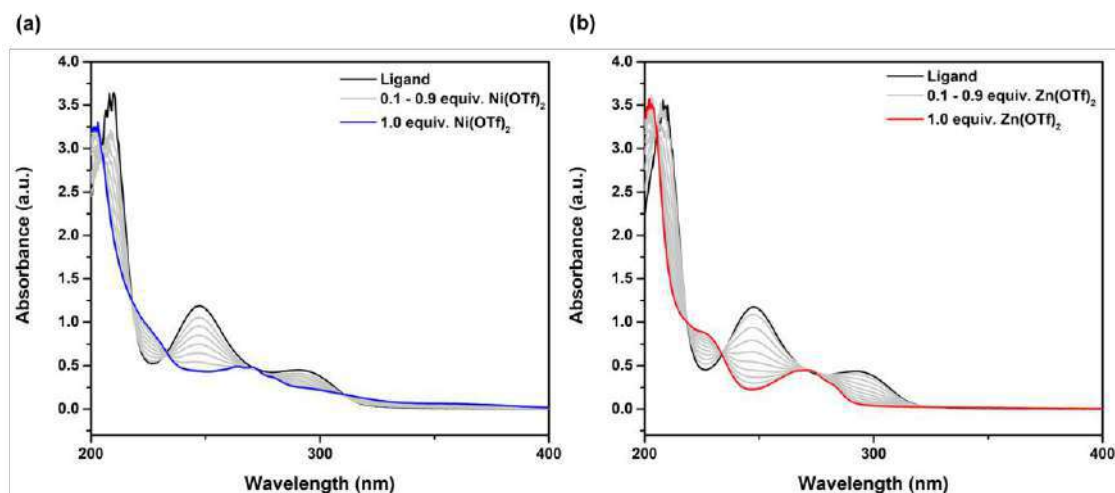 (a)
(b)
4.0
3.5
3.0
2.5
2.0
1.5
1.0
0.5
0.0
Absorbance (a.u.)
Ligand
0.1 - 0.9 equiv. Ni(OTf)₂
1.0 equiv. Ni(OTf)₂
200
300
400
Wavelength (nm)
4.0
3.5
3.0
2.5
2.0
1.5
1.0
0.5
0.0
Absorbance (a.u.)
Ligand
0.1 - 0.9 equiv. Zn(OTf)₂
1.0 equiv. Zn(OTf)₂
200
300
400
Wavelength (nm)